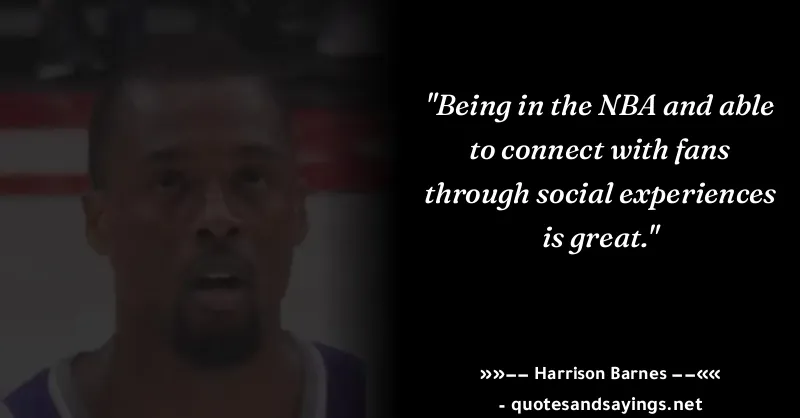 "Being in the NBA and able
to connect with fans
through social experiences
is great."
»»−− Harrison Barnes −−««
- quotesandsayings.net